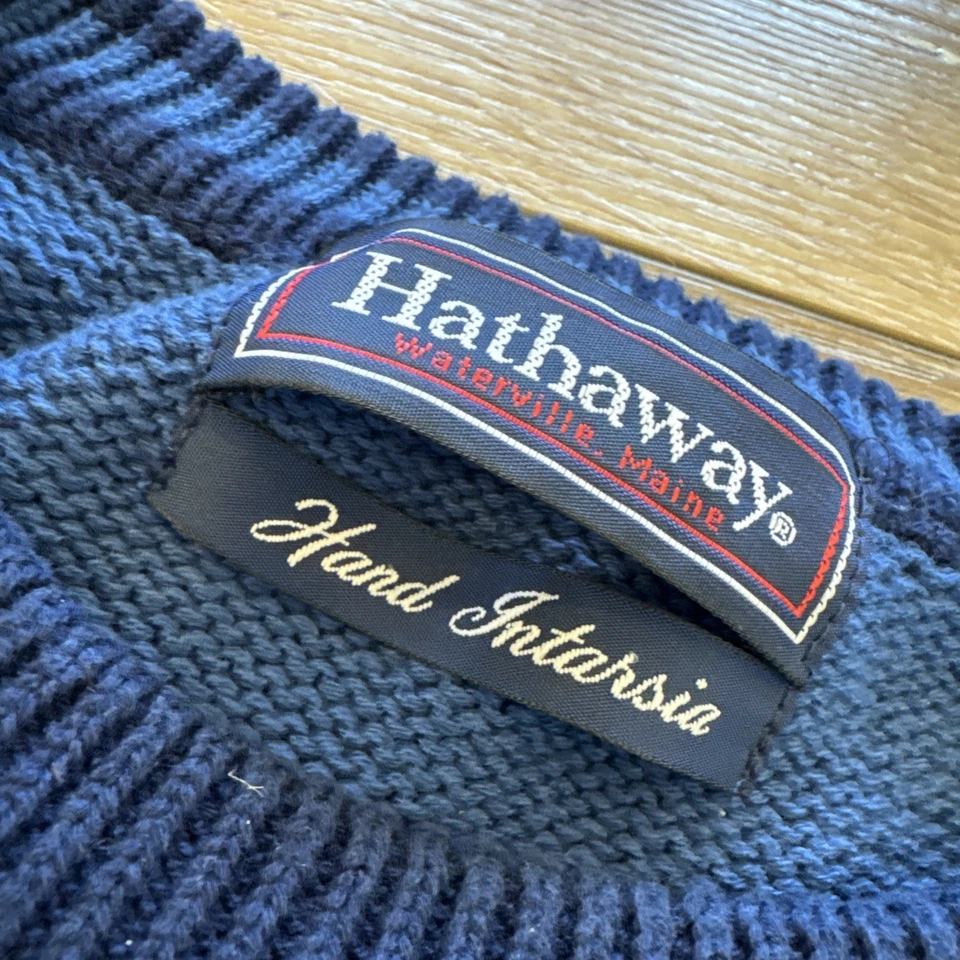 Hathaway®
Waterville, Maine
Hand Intarsia